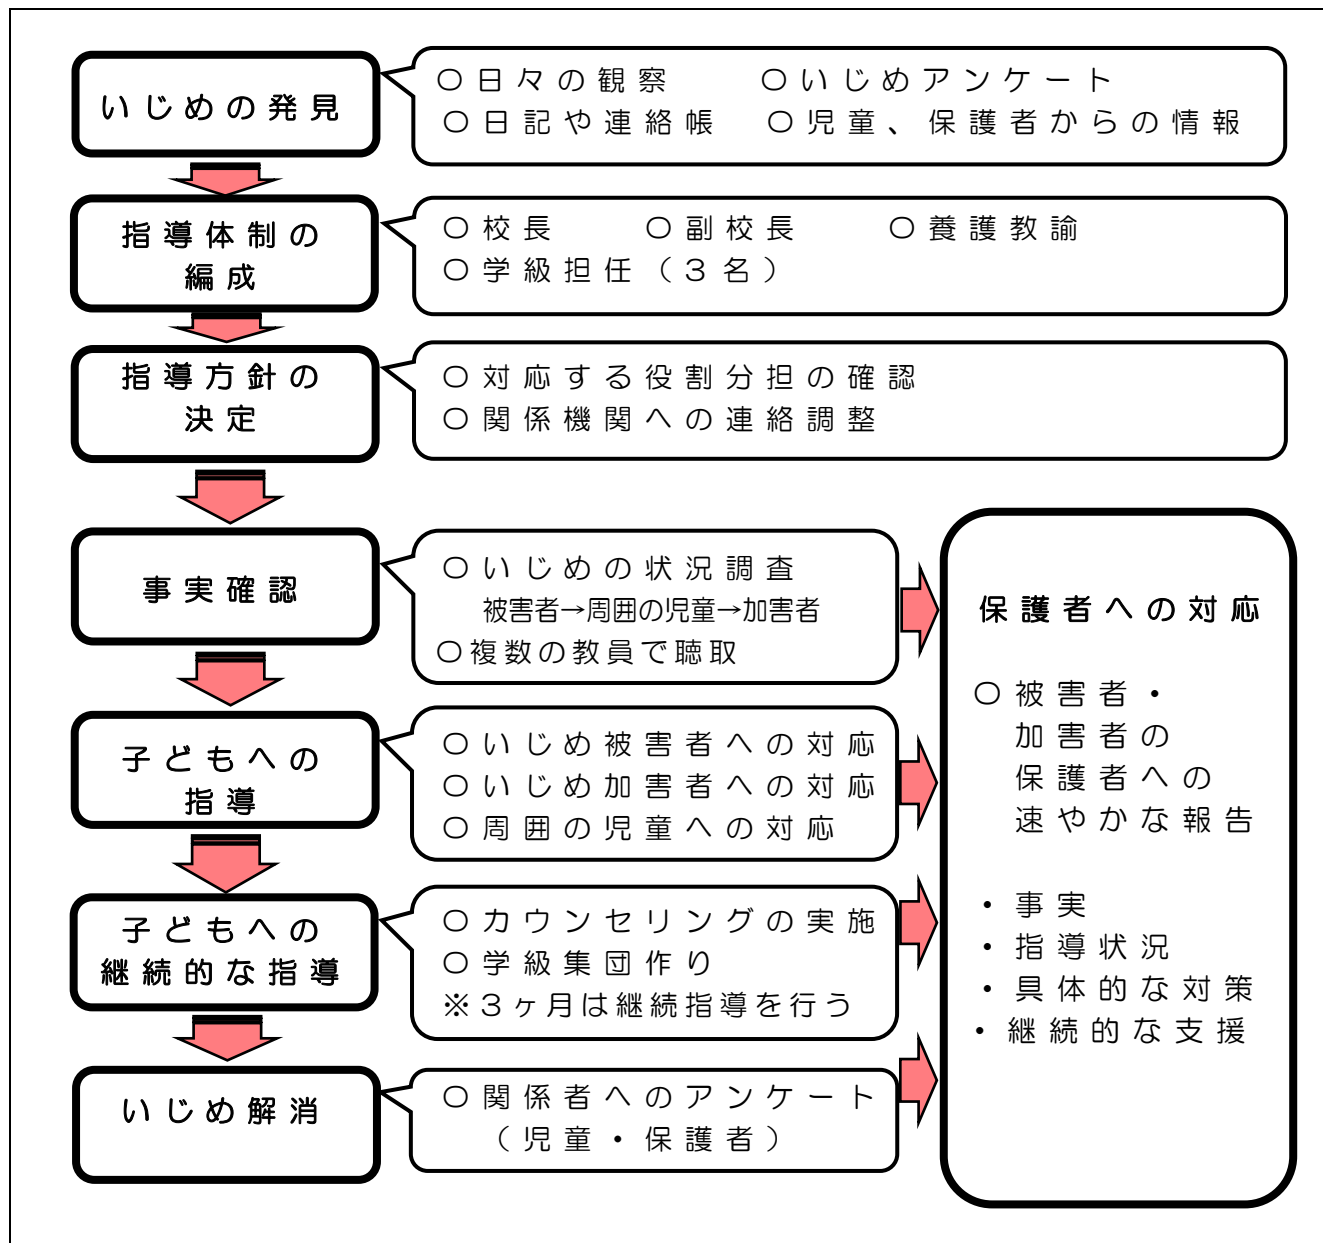 いじめの発見
○日々の観察　○いじめアンケート
○日記や連絡帳　○児童、保護者からの情報
指導体制の
編成
○校長　○副校長　○養護教諭
○学級担任（３名）
指導方針の
決定
○対応する役割分担の確認
○関係機関への連絡調整
事実確認
○いじめの状況調査
被害者→周囲の児童→加害者
○複数の教員で聴取
子どもへの
指導
○いじめ被害者への対応
○いじめ加害者への対応
○周囲の児童への対応
子どもへの
継続的な指導
○カウンセリングの実施
○学級集団作り
※３ヶ月は継続指導を行う
いじめ解消
○関係者へのアンケート
（児童・保護者）
保護者への対応
○被害者・
加害者の
保護者への
速やかな報告
・事実
・指導状況
・具体的な対策
・継続的な支援